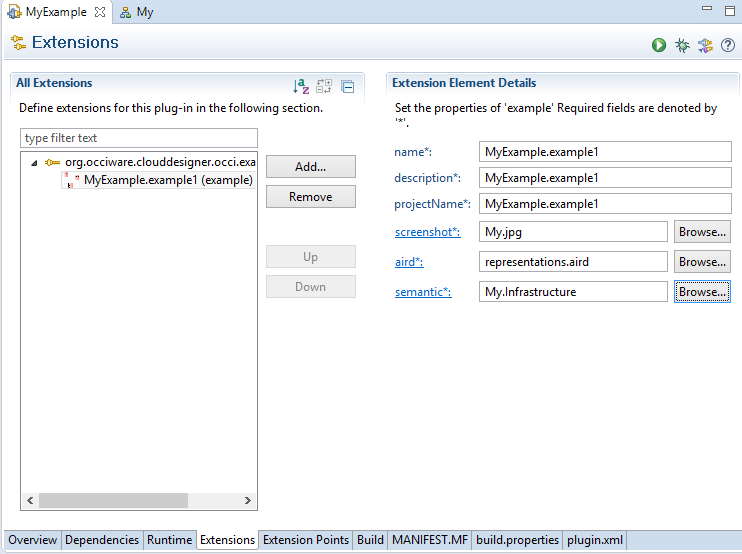 MyExample
My
Extensions
All Extensions
Define extensions for this plug-in in the following section.
type filter text
org.occiware.clouddesigner.occi.exa
MyExample.example1 (example)
Add...
Remove
Up
Down
Extension Element Details
Set the properties of 'example' Required fields are denoted by
'*'.
name*: MyExample.example1
description*: MyExample.example1
projectName*: MyExample.example1
screenshot*: My.jpg Browse...
aird*: representations.aird Browse...
semantic*: My.Infrastructure Browse...
Overview Dependencies Runtime Extensions Extension Points Build MANIFEST.MF build.properties plugin.xml